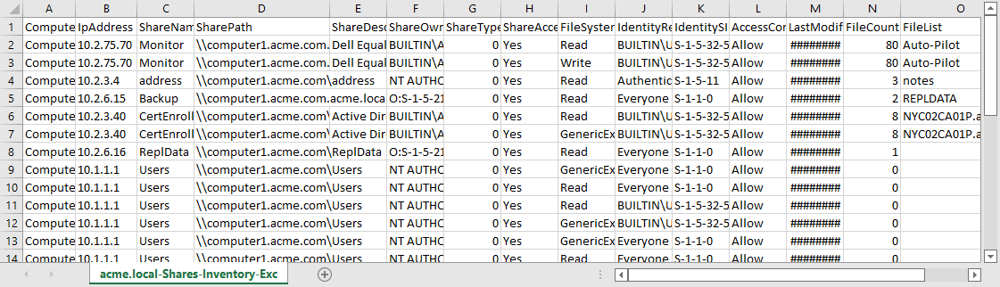 A B C D E F G H I J K L M N O
1 Compute IpAddress ShareNam SharePath ShareDesc ShareOwn ShareType ShareAcce FileSystem IdentityRe IdentitySI AccessCon LastModif FileCount FileList
2 Compute 10.2.75.70 Monitor \\computer1.acme.com. Dell Equal BUILTIN\A 0 Yes Read BUILTIN\U S-1-5-32-5 Allow ######## 80 Auto-Pilot
3 Compute 10.2.75.70 Monitor \\computer1.acme.com. Dell Equal BUILTIN\A 0 Yes Write BUILTIN\U S-1-5-32-5 Allow ######## 80 Auto-Pilot
4 Compute 10.2.3.4 address \\computer1.acme.com\address NT AUTHO 0 Yes Read Authentic S-1-5-11 Allow ######## 3 notes
5 Compute 10.2.6.15 Backup \\computer1.acme.com.acme.loca O:S-1-5-21 0 Yes Read Everyone S-1-1-0 Allow ######## 2 REPLDATA
6 Compute 10.2.3.40 CertEnroll \\computer1.acme.com\ Active Dir BUILTIN\A 0 Yes Read BUILTIN\U S-1-5-32-5 Allow ######## 8 NYC02CA01P.a
7 Compute 10.2.3.40 CertEnroll \\computer1.acme.com\ Active Dir BUILTIN\A 0 Yes GenericEx BUILTIN\U S-1-5-32-5 Allow ######## 8 NYC02CA01P.a
8 Compute 10.2.6.16 ReplData \\computer1.acme.com\ReplData O:S-1-5-21 0 Yes Read Everyone S-1-1-0 Allow ######## 1
9 Compute 10.1.1.1 Users \\computer1.acme.com\Users NT AUTHO 0 Yes GenericEx Everyone S-1-1-0 Allow ######## 0
10 Compute 10.1.1.1 Users \\computer1.acme.com\Users NT AUTHO 0 Yes Read Everyone S-1-1-0 Allow ######## 0
11 Compute 10.1.1.1 Users \\computer1.acme.com\Users NT AUTHO 0 Yes Read BUILTIN\U S-1-5-32-5 Allow ######## 0
12 Compute 10.1.1.1 Users \\computer1.acme.com\Users NT AUTHO 0 Yes GenericEx BUILTIN\U S-1-5-32-5 Allow ######## 0
13 Compute 10.1.1.1 Users \\computer1.acme.com\Users NT AUTHO 0 Yes GenericEx Everyone S-1-1-0 Allow ######## 0
14 Compute 10.1.1.1 Users \\computer1.acme.com\Users NT AUTHO 0 Yes Read Everyone S-1-1-0 Allow ######## 0
acme.local-Shares-Inventory-Exc